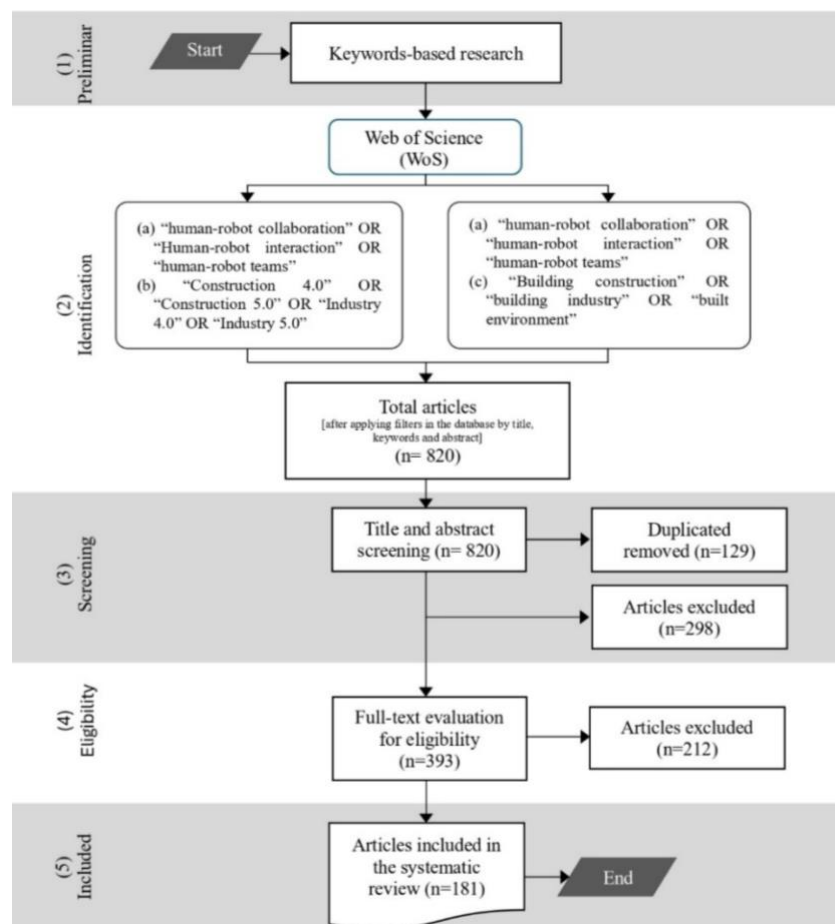 (1)
Preliminar
Start
Keywords-based research
(2)
Identification
Web of Science
(WoS)
(a) “human-robot collaboration” OR
“Human-robot interaction” OR
“human-robot teams”
(b) “Construction 4.0” OR
“Construction 5.0” OR “Industry
4.0” OR “Industry 5.0”
(a) “human-robot collaboration” OR
“human-robot interaction” OR
“human-robot teams”
(c) “Building construction” OR
“building industry” OR “built
environment”
Total articles
[after applying filters in the database by title,
keywords and abstract]
(n= 820)
(3)
Screening
Title and abstract
screening (n= 820)
Duplicated
removed (n=129)
Articles excluded
(n=298)
(4)
Eligibility
Full-text evaluation
for eligibility
(n=393)
Articles excluded
(n=212)
(5)
Included
Articles included in
the systematic
review (n=181)
End